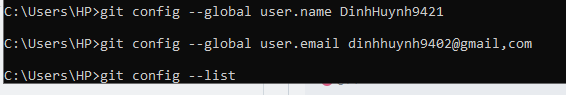 C:\Users\HP>git config --global user.name DinHuynh9421
C:\Users\HP>git config --global user.email dinhhuynh9402@gmail,com
C:\Users\HP>git config --list